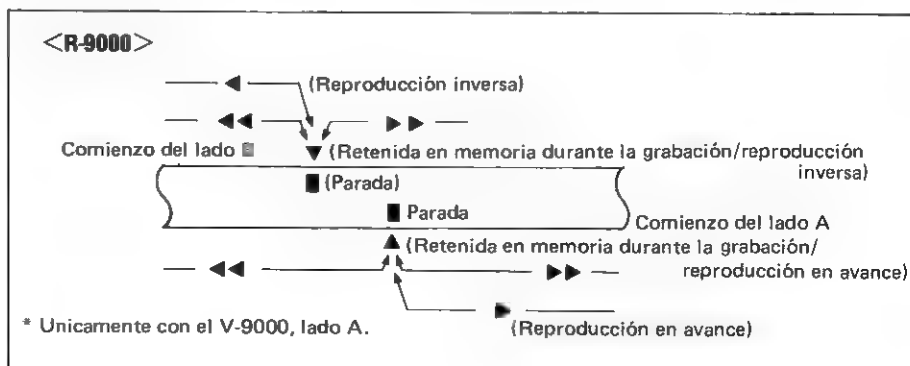 <R-9000>
(Reproducción inversa)
Comienzo del lado
(Retenida en memoria durante la grabación/reproducción
inversa)
(Parada)
Parada
Comienzo del lado A
(Retenida en memoria durante la grabación/
reproducción en avance)
(Reproducción en avance)
* Unicamente con el V-9000, lado A.